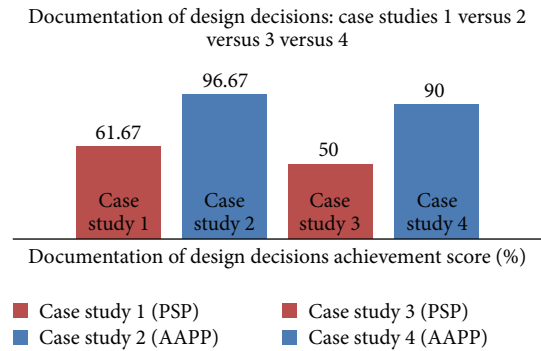 Documentation of design decisions: case studies 1 versus 2
versus 3 versus 4
61.67
96.67
50
90
Case
study 1
Case
study 2
Case
study 3
Case
study 4
Documentation of design decisions achievement score (%)
Case study 1 (PSP)
Case study 2 (AAPP)
Case study 3 (PSP)
Case study 4 (AAPP)